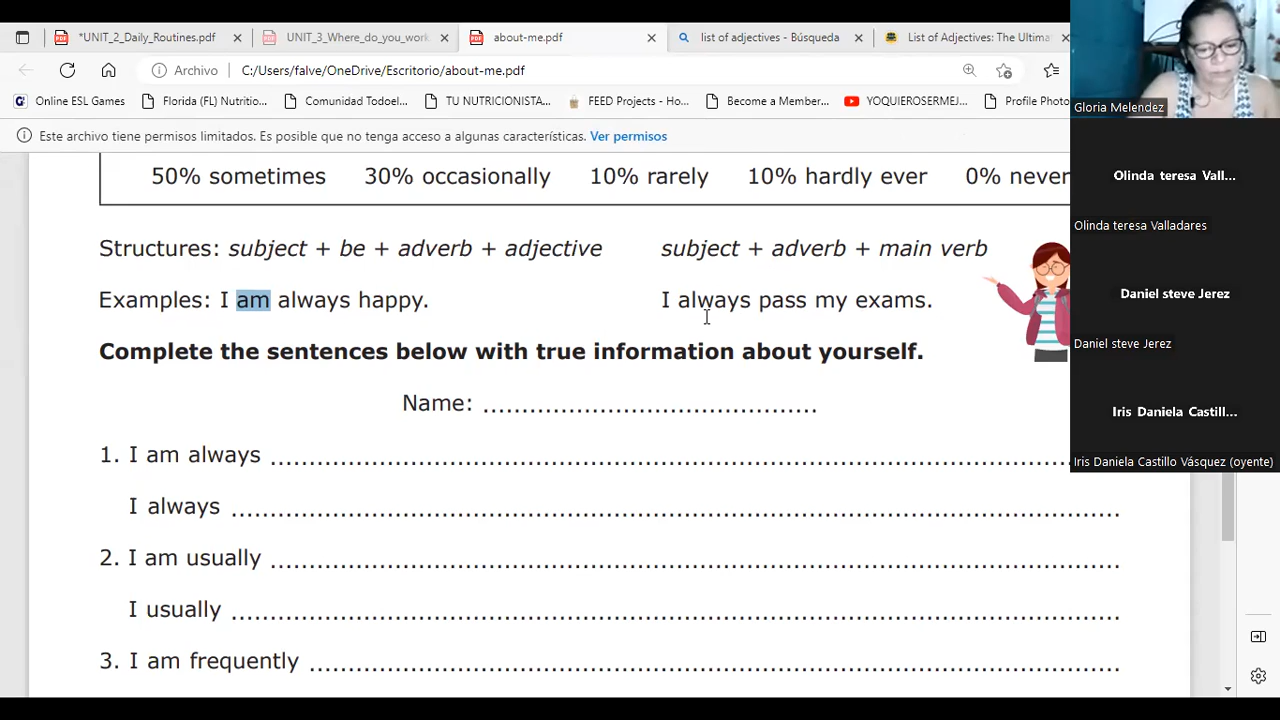 *UNIT_2_Daily_Routines.pdf
UNIT_3_Where_do_you_work
about-me.pdf
list of adjectives - Búsqueda
List of Adjectives: The Ultima
Archivo C:/Users/falve/OneDrive/Escritorio/about-me.pdf
Online ESL Games
Florida (FL) Nutritio...
Comunidad Todoel...
TU NUTRICIONISTA...
FEED Projects - Ho...
Become a Member...
YOQUIEROSERMEJ...
Profile Photo
Este archivo tiene permisos limitados. Es posible que no tenga acceso a algunas características. Ver permisos
50% sometimes 30% occasionally 10% rarely 10% hardly ever 0% never
Structures: subject + be + adverb + adjective subject + adverb + main verb
Examples: I am always happy. I always pass my exams.
Complete the sentences below with true information about yourself.
Name: ..........................................
1. I am always ..........................................
I always ..........................................
2. I am usually ..........................................
I usually ..........................................
3. I am frequently ..........................................
Gloria Melendez
Olinda teresa Vall...
Olinda teresa Valladares
Daniel steve Jerez
Daniel steve Jerez
Iris Daniela Castill...
Iris Daniela Castillo Vásquez (oyente)